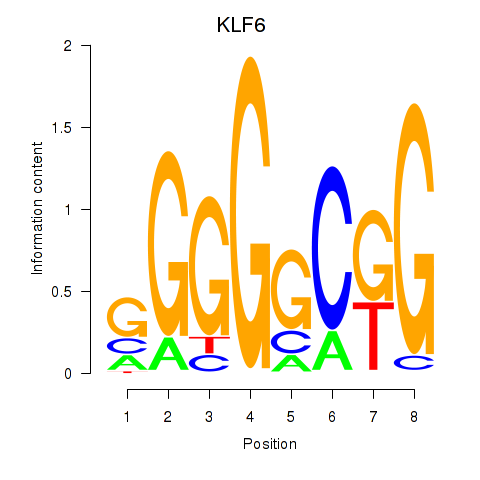 KLF6
2
1.5
1
0.5
0
Information content
G G G G G C G G
C A T C A T C
A C A
T
1 2 3 4 5 6 7 8
Position